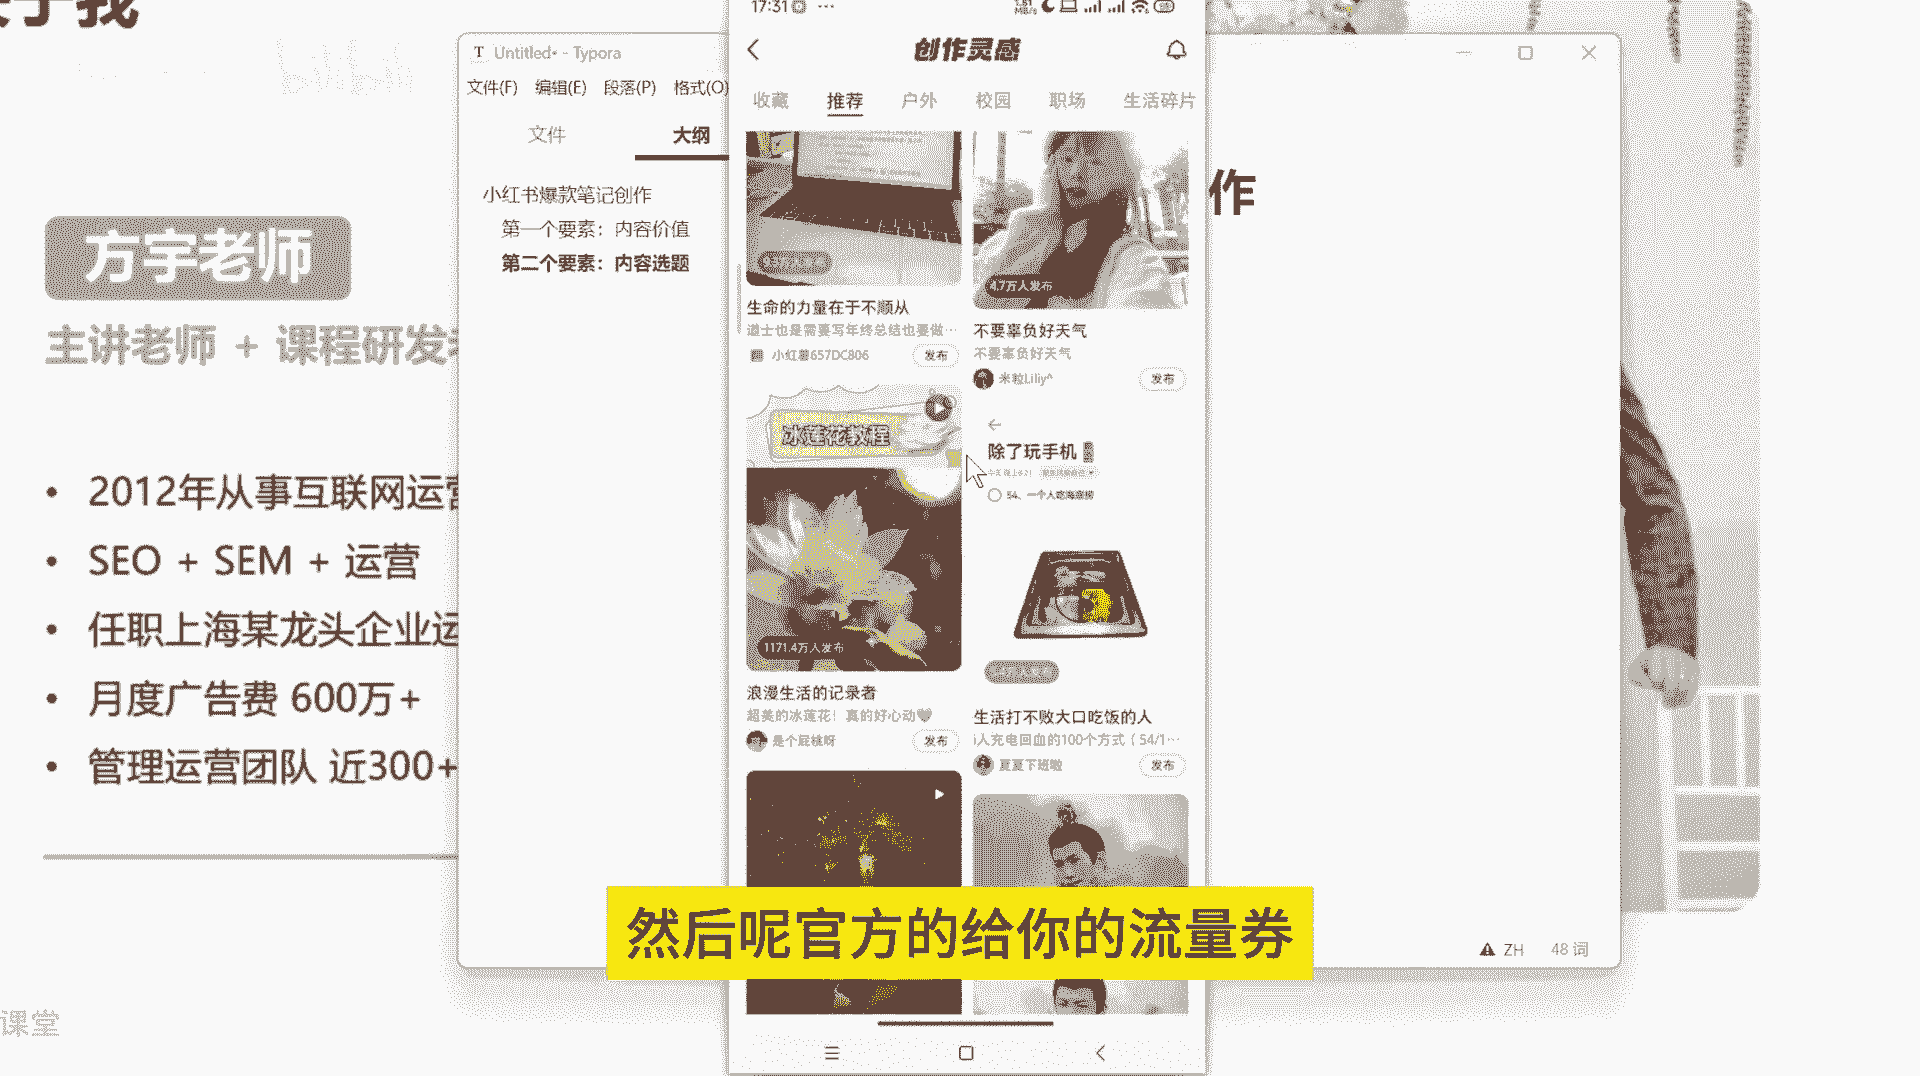 于我
bilibili
方宇老师
主讲老师 + 课程研发
2012年从事互联网运营
SEO + SEM + 运营
任职上海某龙头企业运
月度广告费 600万+
管理运营团队 近300+
课堂
Untitled• - Typora
文件(F) 编辑(E) 段落(P) 格式(O)
文件 大纲
小红书爆款笔记创作
第一个要素：内容价值
第二个要素：内容选题
作
ZH 48 词
17:31
创作灵感
收藏 推荐 户外 校园 职场 生活碎片
生命的力量在于不顺从
道士也是需要写年终总结也要做…
小红薯657DC806 发布
4.7万人发布
不要辜负好天气
不要辜负好天气
米粒Liliy^ 发布
冰莲花教程
1171.4万人发布
浪漫生活的记录者
超美的冰莲花！真的好心动
是个屁桃呀 发布
除了玩手机
54、一个人吃海底捞
生活打不败大口吃饭的人
i人充电回血的100个方式（54/1…
夏夏下班啦 发布
然后呢官方的给你的流量券